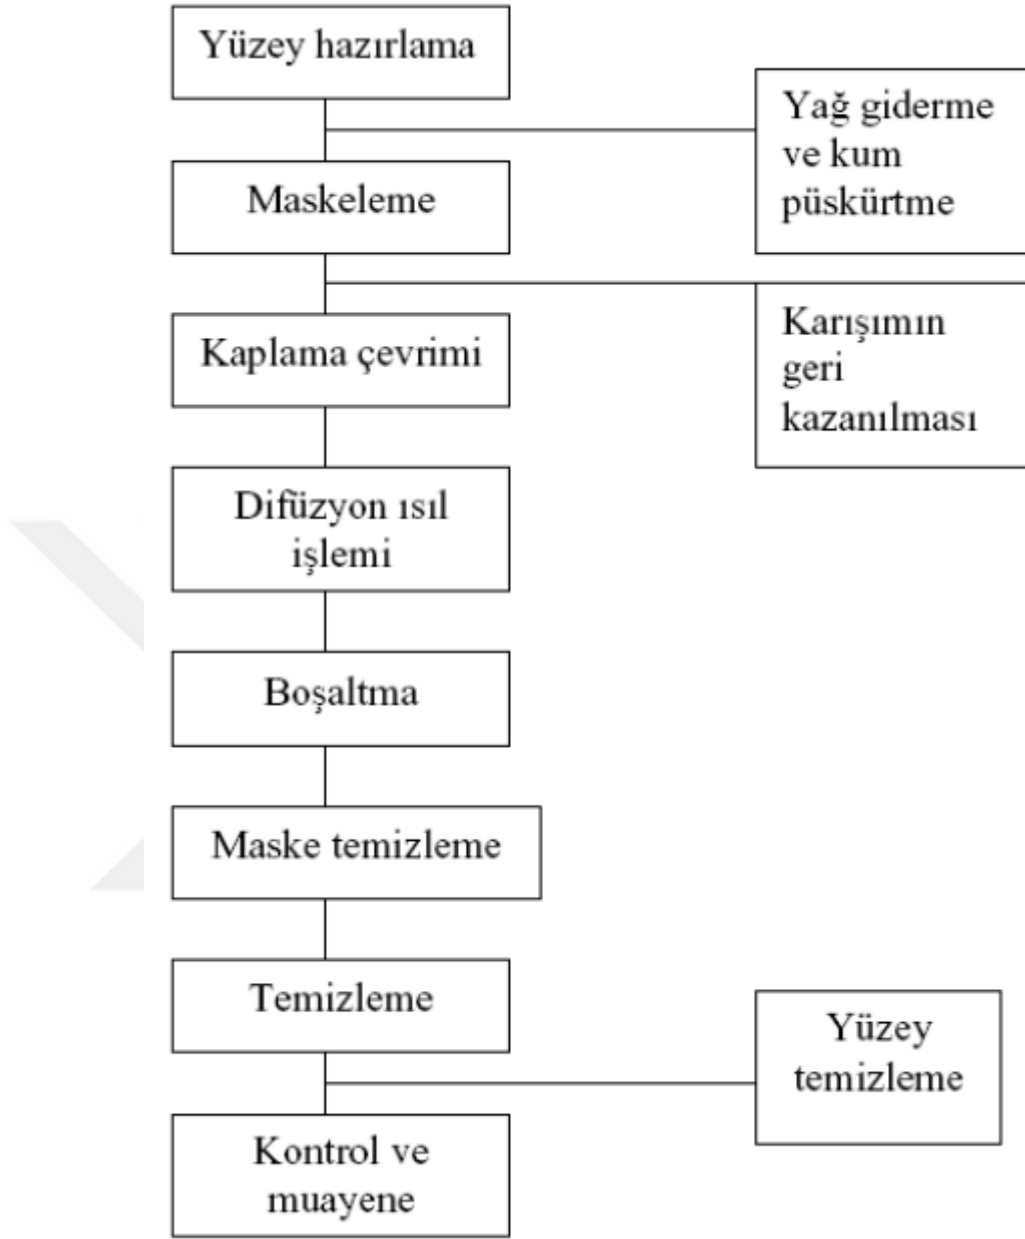 Yüzey hazırlama
Yağ giderme
ve kum
püskürtme
Maskeleme
Karışımın
geri
kazanılması
Kaplama çevrimi
Difüzyon ısıl
işlemi
Boşaltma
Maske temizleme
Temizleme
Yüzey
temizleme
Kontrol ve
muayene